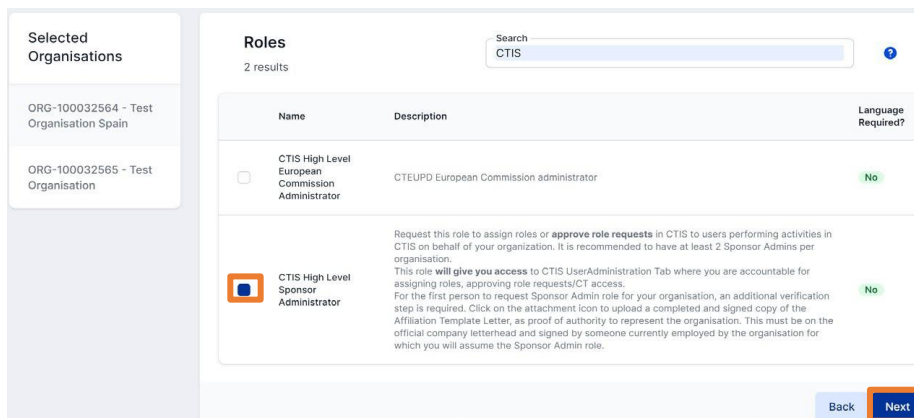 Selected
Organisations
ORG-100032564 - Test
Organisation Spain
ORG-100032565 - Test
Organisation
Roles
2 results
Search
CTIS
?
Name
Description
Language
Required?
CTIS High Level
European
Commission
Administrator
CTEUPD European Commission administrator
No
CTIS High Level
Sponsor
Administrator
Request this role to assign roles or approve role requests in CTIS to users performing activities in
CTIS on behalf of your organization. It is recommended to have at least 2 Sponsor Admins per
organisation.
This role will give you access to CTIS UserAdministration Tab where you are accountable for
assigning roles, approving role requests/CT access.
For the first person to request Sponsor Admin role for your organisation, an additional verification
step is required. Click on the attachment icon to upload a completed and signed copy of the
Affiliation Template Letter, as proof of authority to represent the organisation. This must be on the
official company letterhead and signed by someone currently employed by the organisation for
which you will assume the Sponsor Admin role.
No
Back
Next